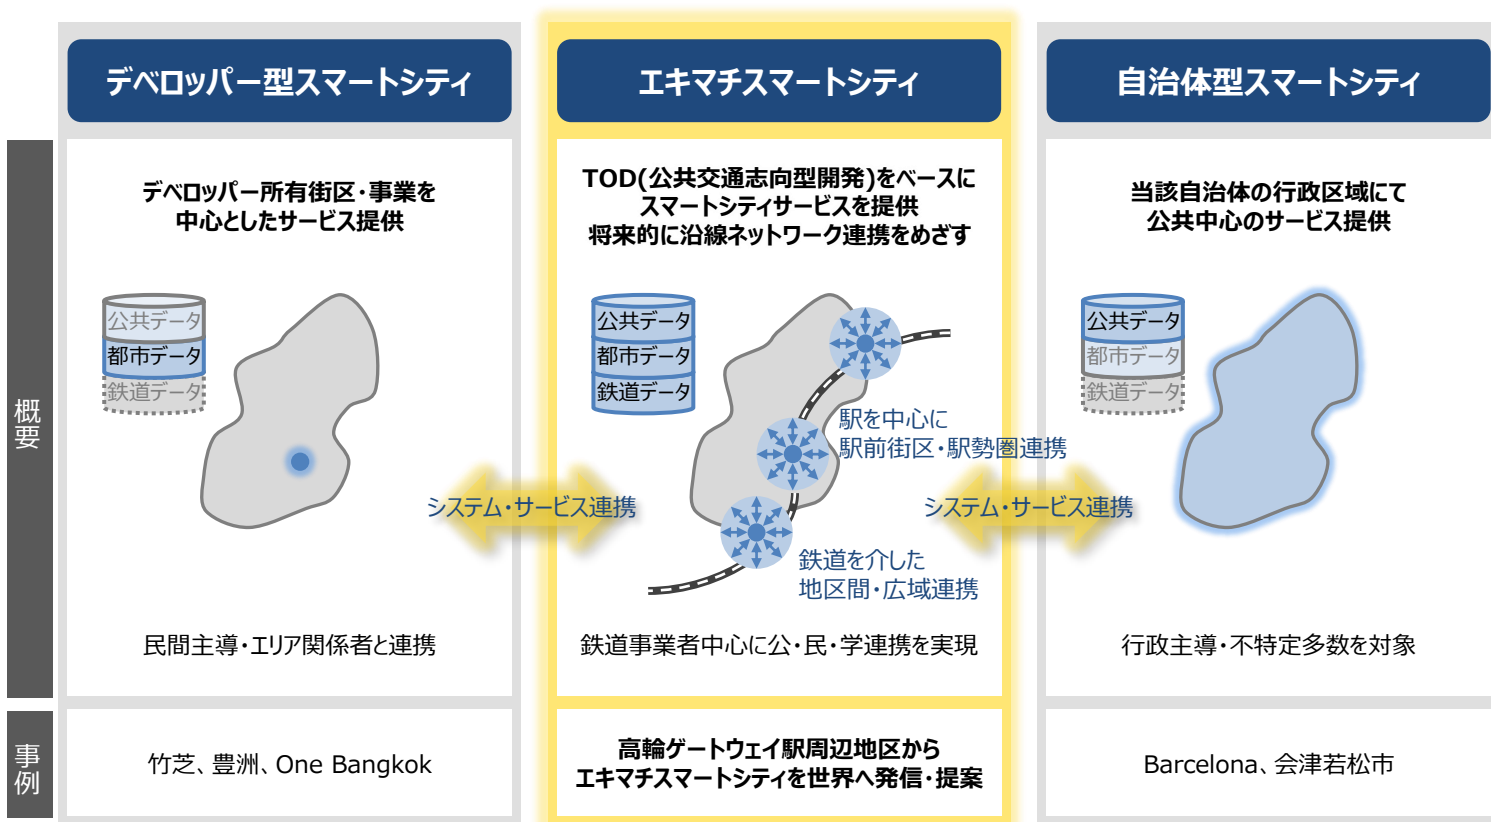 デベロッパー型スマートシティ
エキマチスマートシティ
自治体型スマートシティ
概要
デベロッパー所有街区・事業を
中心としたサービス提供
公共データ
都市データ
鉄道データ
民間主導・エリア関係者と連携
システム・サービス連携
TOD(公共交通志向型開発)をベースに
スマートシティサービスを提供
将来的に沿線ネットワーク連携をめざす
公共データ
都市データ
鉄道データ
駅を中心に
駅前街区・駅勢圏連携
鉄道を介した
地区間・広域連携
鉄道事業者中心に公・民・学連携を実現
システム・サービス連携
当該自治体の行政区域にて
公共中心のサービス提供
公共データ
都市データ
鉄道データ
行政主導・不特定多数を対象
事例
竹芝、豊洲、One Bangkok
高輪ゲートウェイ駅周辺地区から
エキマチスマートシティを世界へ発信・提案
Barcelona、会津若松市